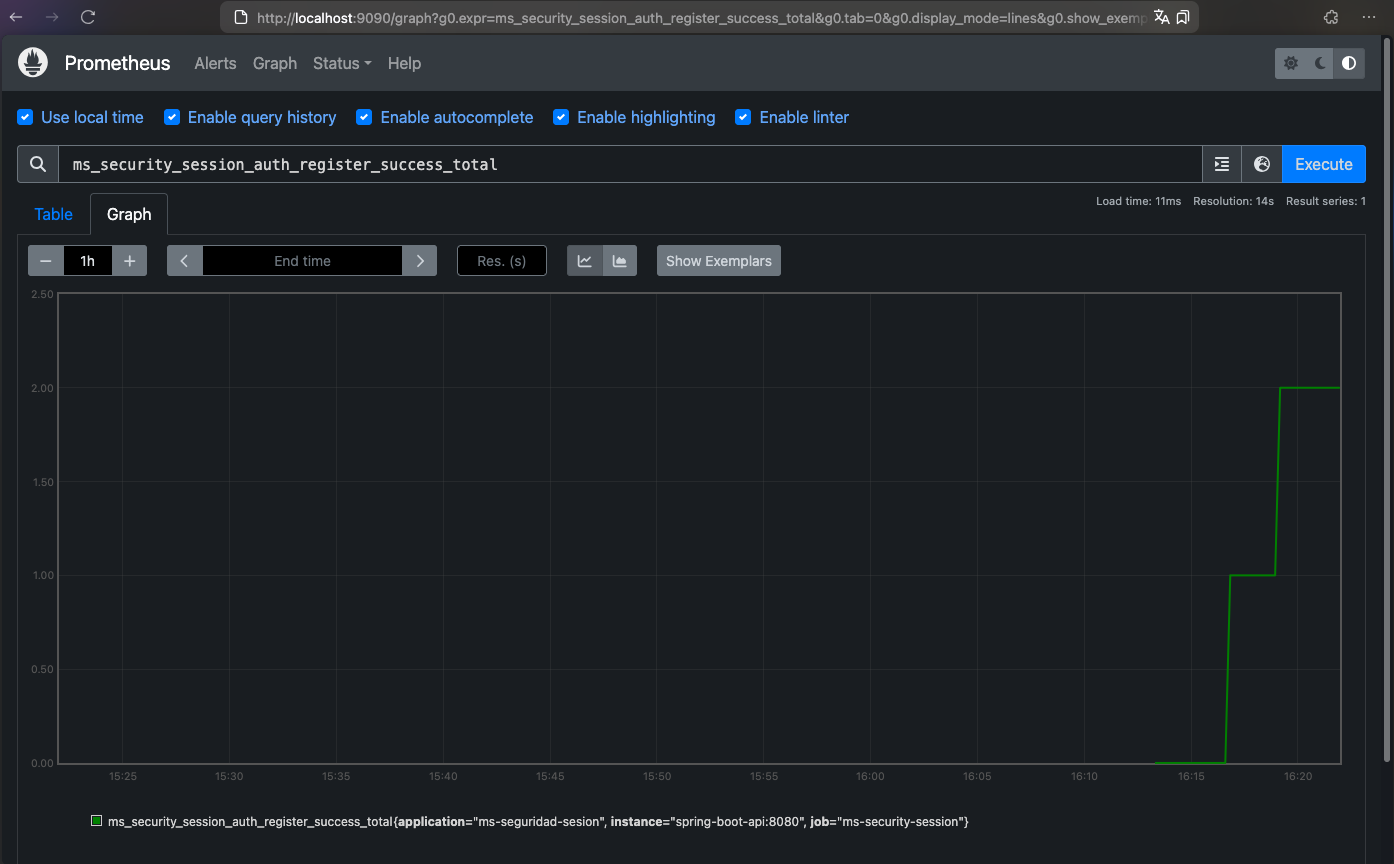 http://localhost:9090/graph?g0.expr=ms_security_session_auth_register_success_total&g0.tab=0&g0.display_mode=lines&g0.show_exemp
Prometheus Alerts Graph Status Help
Use local time Enable query history Enable autocomplete Enable highlighting Enable linter
ms_security_session_auth_register_success_total Execute
Load time: 11ms Resolution: 14s Result series: 1
Table Graph
1h End time Res. (s) Show Exemplars
2.50
2.00
1.50
1.00
0.50
0.00
15:25 15:30 15:35 15:40 15:45 15:50 15:55 16:00 16:05 16:10 16:15 16:20
ms_security_session_auth_register_success_total{application="ms-seguridad-sesion", instance="spring-boot-api:8080", job="ms-security-session"}